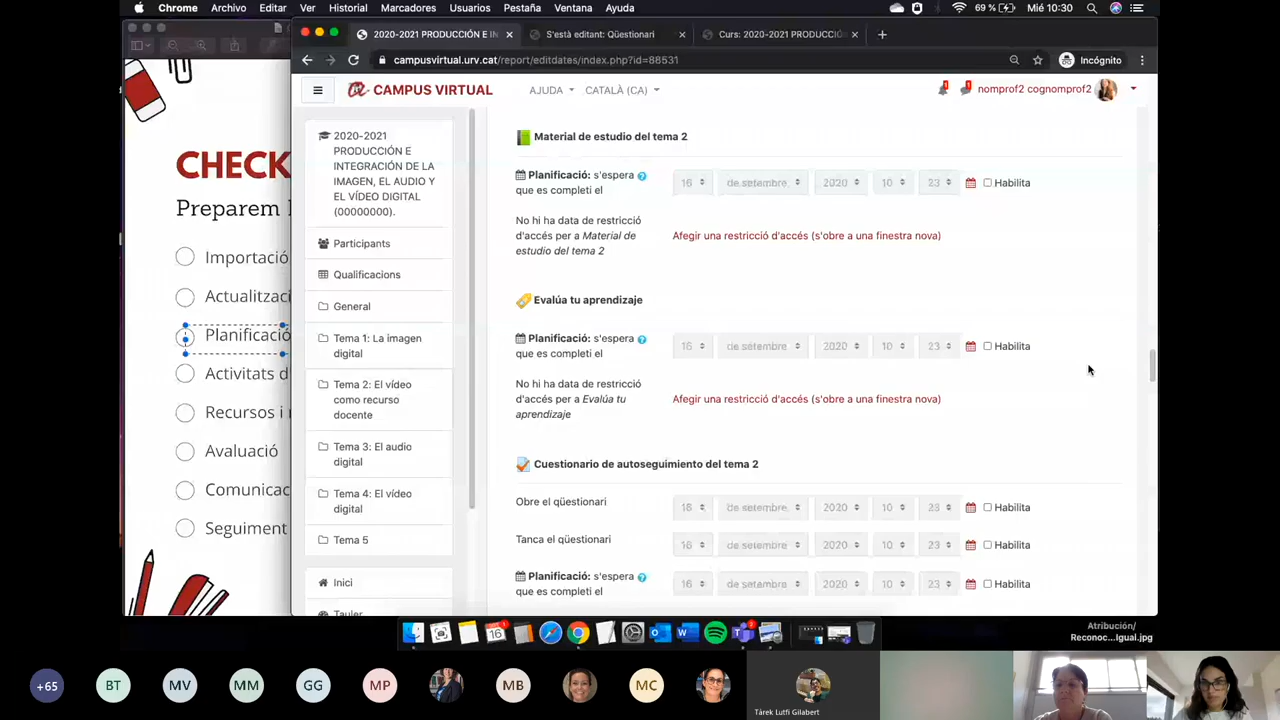 Chrome Archivo Editar Ver Historial Marcadores Usuarios Pestaña Ventana Ayuda 69 % Mié 10:30
2020-2021 PRODUCCIÓN E IN
S'està editant: Qüestionari
Curs: 2020-2021 PRODUCCIÓ
campusvirtual.urv.cat/report/editdates/index.php?id=88531
Incógnito
CAMPUS VIRTUAL AJUDA CATALÀ (CA) nomprof2 cognomprof2
CHECK
Preparem
Importació
Actualitzaci
Planificació
Activitats d
Recursos i
Avaluació
Comunicac
Seguiment
2020-2021
PRODUCCIÓN E
INTEGRACIÓN DE LA
IMAGEN, EL AUDIO Y
EL VÍDEO DIGITAL
(00000000).
Participants
Qualificacions
General
Tema 1: La imagen
digital
Tema 2: El vídeo
como recurso
docente
Tema 3: El audio
digital
Tema 4: El vídeo
digital
Tema 5
Inici
Tauler
Material de estudio del tema 2
Planificació: s'espera
que es completi el
16 de setembre 2020 10 23 Habilita
No hi ha data de restricció
d'accés per a Material de
estudio del tema 2
Afegir una restricció d'accés (s'obre a una finestra nova)
Evalúa tu aprendizaje
Planificació: s'espera
que es completi el
16 de setembre 2020 10 23 Habilita
No hi ha data de restricció
d'accés per a Evalúa tu
aprendizaje
Afegir una restricció d'accés (s'obre a una finestra nova)
Cuestionario de autoseguimiento del tema 2
Obre el qüestionari 16 de setembre 2020 10 23 Habilita
Tanca el qüestionari 16 de setembre 2020 10 23 Habilita
Planificació: s'espera
que es completi el
16 de setembre 2020 10 23 Habilita
Atribución/
Reconoc...Igual.jpg
+65 BT MV MM GG MP MB MC
Tàrek Lutfi Gilabert